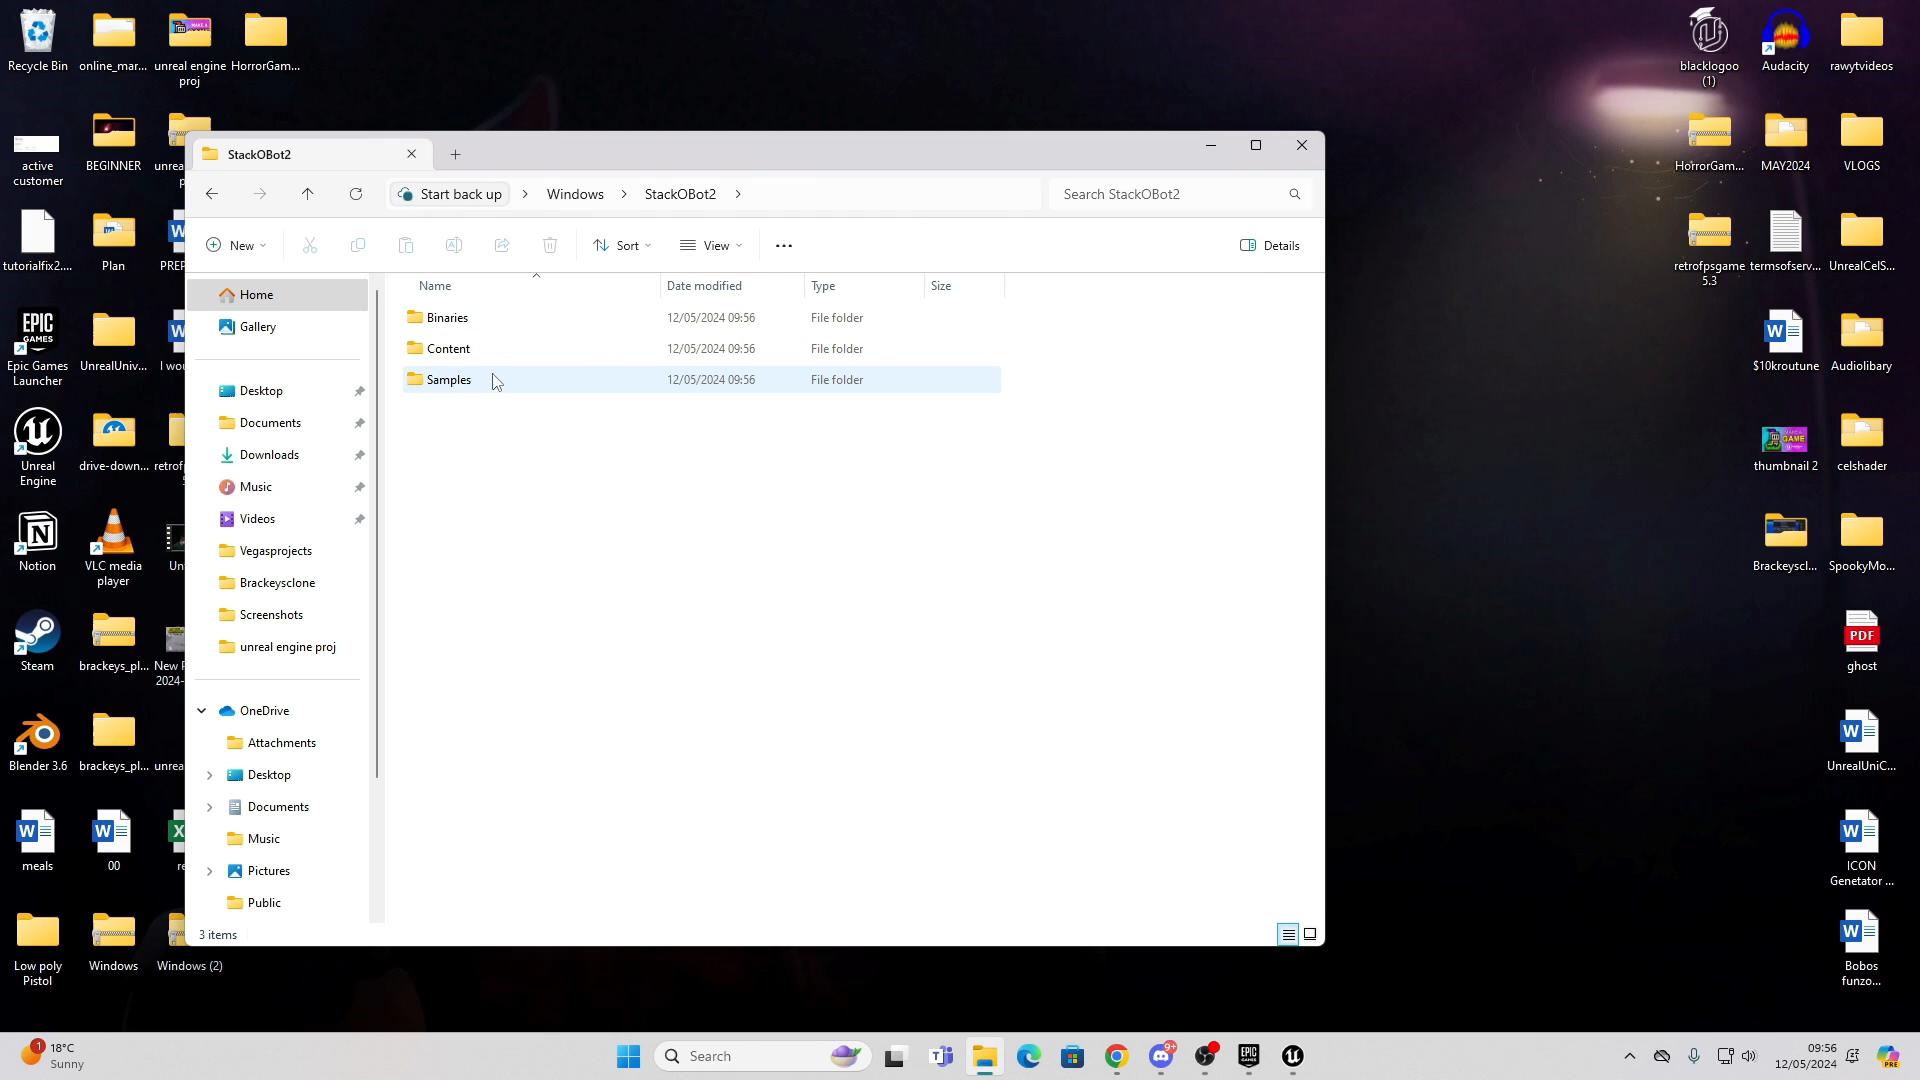 Recycle Bin
online_mar...
unreal engine
proj
HorrorGam...
blacklogoo
(1)
Audacity
rawytvideos
active
customer
BEGINNER
unrea
HorrorGam...
MAY2024
VLOGS
tutorialfix2....
Plan
PREP
retrofpsgame
5.3
termsofserv...
UnrealCelS...
EPIC
GAMES
Epic Games
Launcher
UnrealUniv...
I wou
$10kroutune
Audiolibary
Unreal
Engine
drive-down...
retrof
thumbnail 2
celshader
Notion
VLC media
player
Un
Brackeyscl...
SpookyMo...
Steam
brackeys_pl...
New P
2024-
PDF
ghost
Blender 3.6
brackeys_pl...
unrea
UnrealUniC...
meals
00
re
ICON
Genetator ...
Low poly
Pistol
Windows
Windows (2)
Bobos
funzo...
StackOBot2
Start back up
Windows
StackOBot2
Search StackOBot2
New
Sort
View
Details
Home
Gallery
Desktop
Documents
Downloads
Music
Videos
Vegasprojects
Brackeysclone
Screenshots
unreal engine proj
OneDrive
Attachments
Desktop
Documents
Music
Pictures
Public
Name Date modified Type Size
Binaries 12/05/2024 09:56 File folder
Content 12/05/2024 09:56 File folder
Samples 12/05/2024 09:56 File folder
3 items
1
18°C
Sunny
Search
9+
EPIC
PRE
09:56
12/05/2024